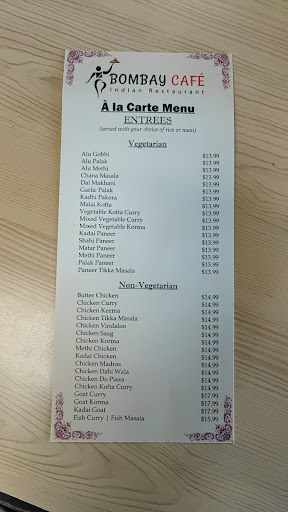 BOMBAY CAFÉ
Indian Restaurant
À la Carte Menu
ENTREES
(served with your choice of rice or naan)
Vegetarian
Alu Gobhi $13.99
Alu Palak $13.99
Alu Methi $13.99
Chana Masala $13.99
Dal Makhani $13.99
Garlic Palak $13.99
Kadhi Pakora $13.99
Malai Kofta $13.99
Vegetable Kofta Curry $13.99
Mixed Vegetable Curry $13.99
Mixed Vegetable Korma $13.99
Kadai Paneer $13.99
Shahi Paneer $13.99
Matar Paneer $13.99
Methi Paneer $13.99
Palak Paneer $13.99
Paneer Tikka Masala $13.99
Non-Vegetarian
Butter Chicken $14.99
Chicken Curry $14.99
Chicken Keema $14.99
Chicken Tikka Masala $14.99
Chicken Vindaloo $14.99
Chicken Saag $14.99
Chicken Korma $14.99
Methi Chicken $14.99
Kadai Chicken $14.99
Chicken Madras $14.99
Chicken Dahi Wala $14.99
Chicken Do Piaza $14.99
Chicken Kofta Curry $14.99
Goat Curry $17.99
Goat Korma $17.99
Kadai Goat $17.99
Fish Curry | Fish Masala $15.99